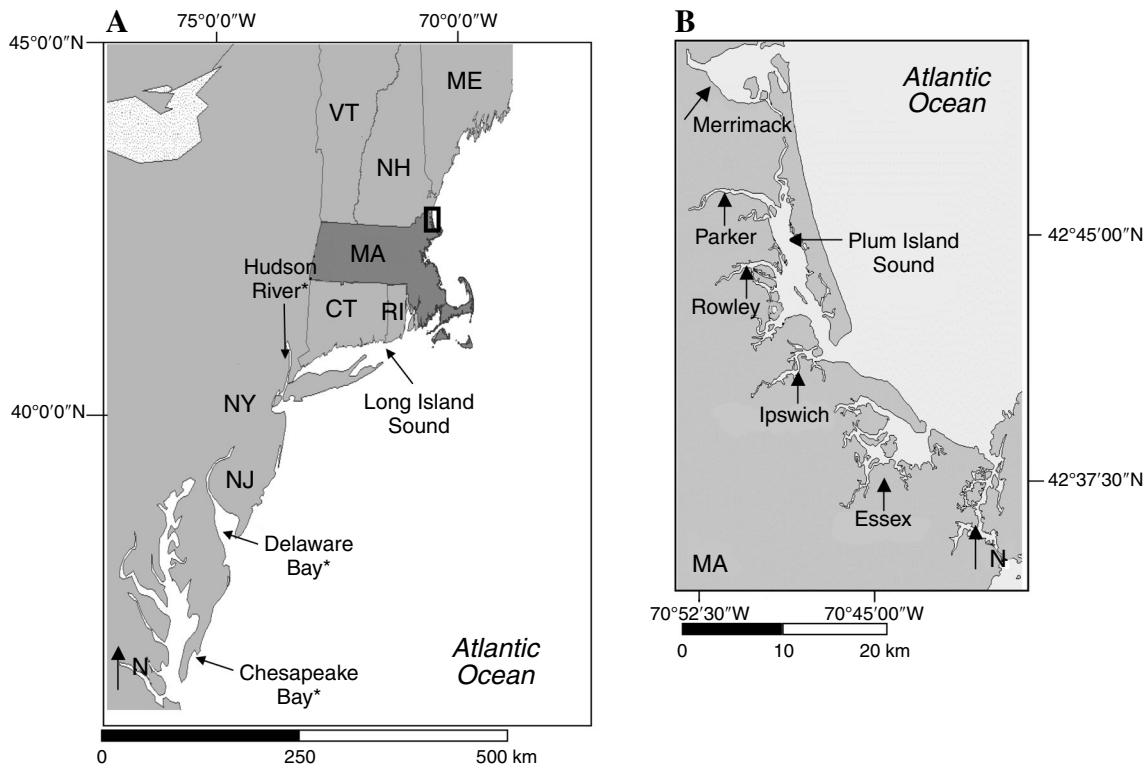 A
75°0′0″W
70°0′0″W
45°0′0″N
ME
VT
NH
MA
Hudson
River*
CT
RI
40°0′0″N
NY
Long Island
Sound
NJ
Delaware
Bay*
Chesapeake
Bay*
N
Atlantic
Ocean
0
250
500 km
B
Atlantic
Ocean
Merrimack
Parker
Plum Island
Sound
42°45′00″N
Rowley
Ipswich
42°37′30″N
Essex
N
MA
70°52′30″W
70°45′00″W
0
10
20 km